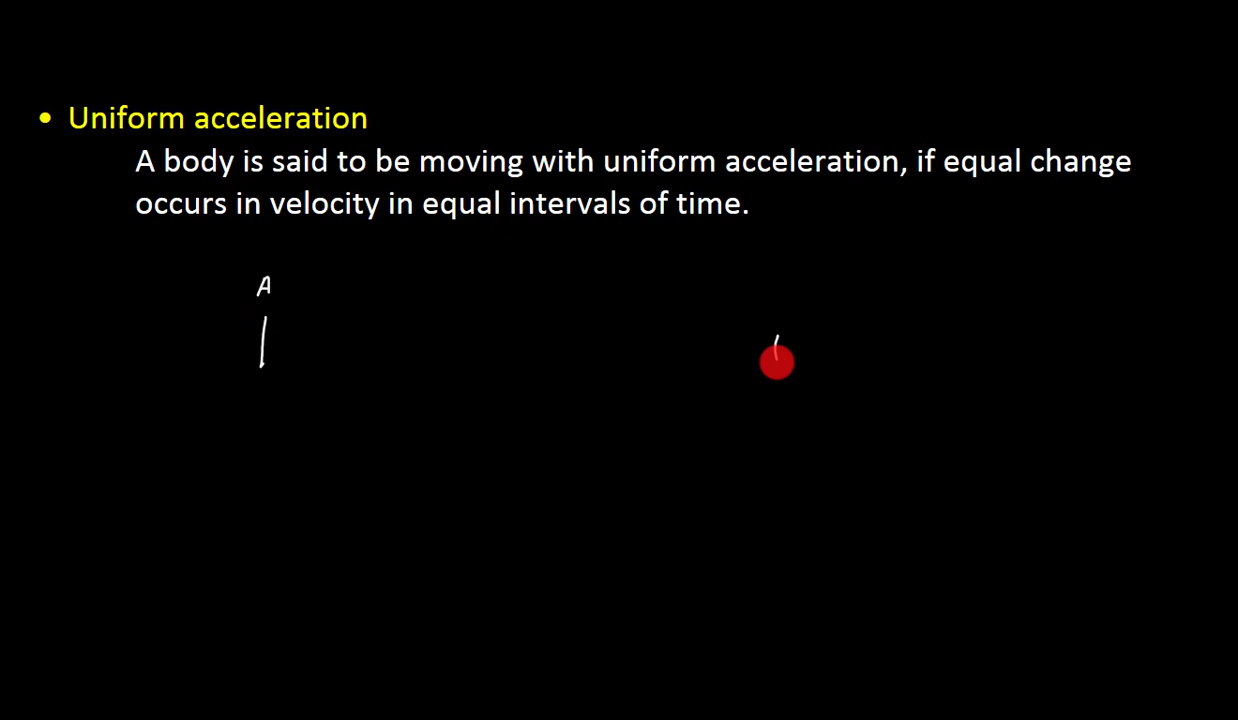 • Uniform acceleration
A body is said to be moving with uniform acceleration, if equal change
occurs in velocity in equal intervals of time.
A